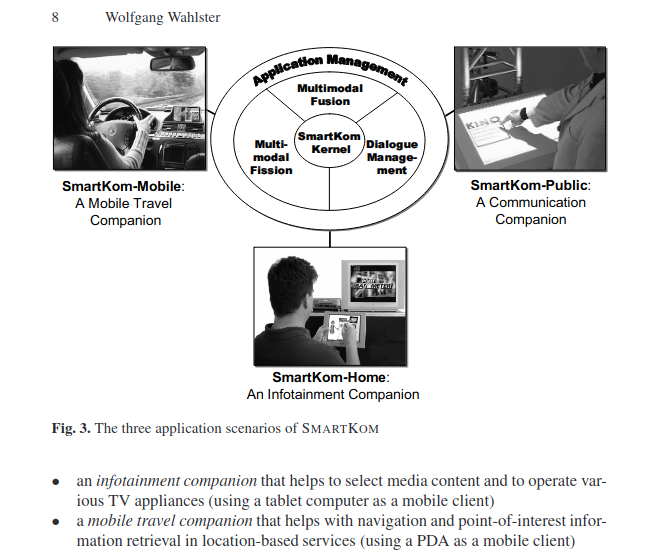 8 Wolfgang Wahlster
Application Management
Multimodal
Fusion
SmartKom
Kernel
Multi-
modal
Fission
Dialogue
Manage-
ment
KINO
SmartKom-Mobile:
A Mobile Travel
Companion
SmartKom-Public:
A Communication
Companion
SmartKom-Home:
An Infotainment Companion
Fig. 3. The three application scenarios of SMARTKOM
• an infotainment companion that helps to select media content and to operate var-
ious TV appliances (using a tablet computer as a mobile client)
• a mobile travel companion that helps with navigation and point-of-interest infor-
mation retrieval in location-based services (using a PDA as a mobile client)